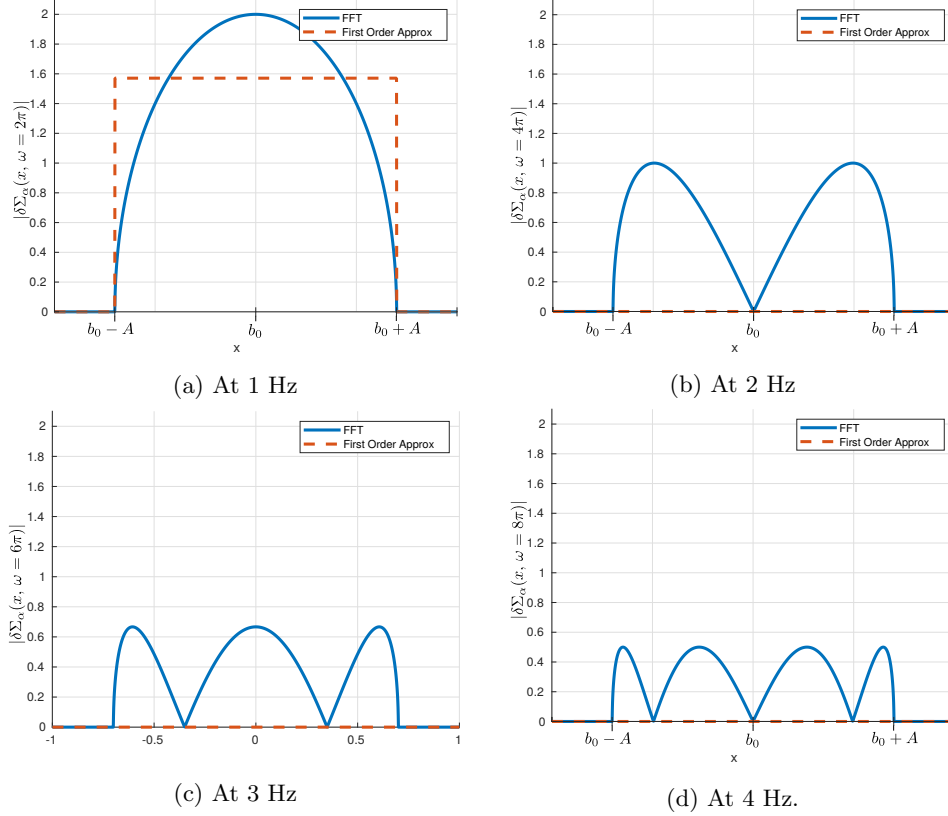 FFT
First Order Approx
2
1.8
1.6
1.4
1.2
1
0.8
0.6
0.4
0.2
0
|δΣ_α(x, ω = 2π)|
b₀ − A
b₀
b₀ + A
x
(a) At 1 Hz
FFT
First Order Approx
2
1.8
1.6
1.4
1.2
1
0.8
0.6
0.4
0.2
0
|δΣ_α(x, ω = 4π)|
b₀ − A
b₀
b₀ + A
x
(b) At 2 Hz
FFT
First Order Approx
2
1.8
1.6
1.4
1.2
1
0.8
0.6
0.4
0.2
0
|δΣ_α(x, ω = 6π)|
-1
-0.5
0
0.5
1
(c) At 3 Hz
FFT
First Order Approx
2
1.8
1.6
1.4
1.2
1
0.8
0.6
0.4
0.2
0
|δΣ_α(x, ω = 8π)|
b₀ − A
b₀
b₀ + A
x
(d) At 4 Hz.